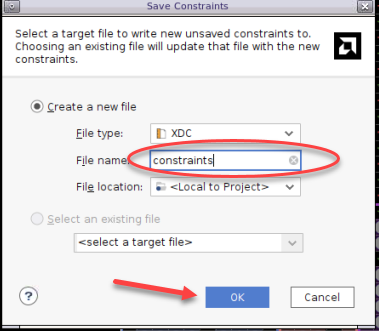 Save Constraints
Select a target file to write new unsaved constraints to.
Choosing an existing file will update that file with the new
constraints.
Create a new file
File type: XDC
File name: constraints
File location: <Local to Project>
Select an existing file
<select a target file>
? OK Cancel